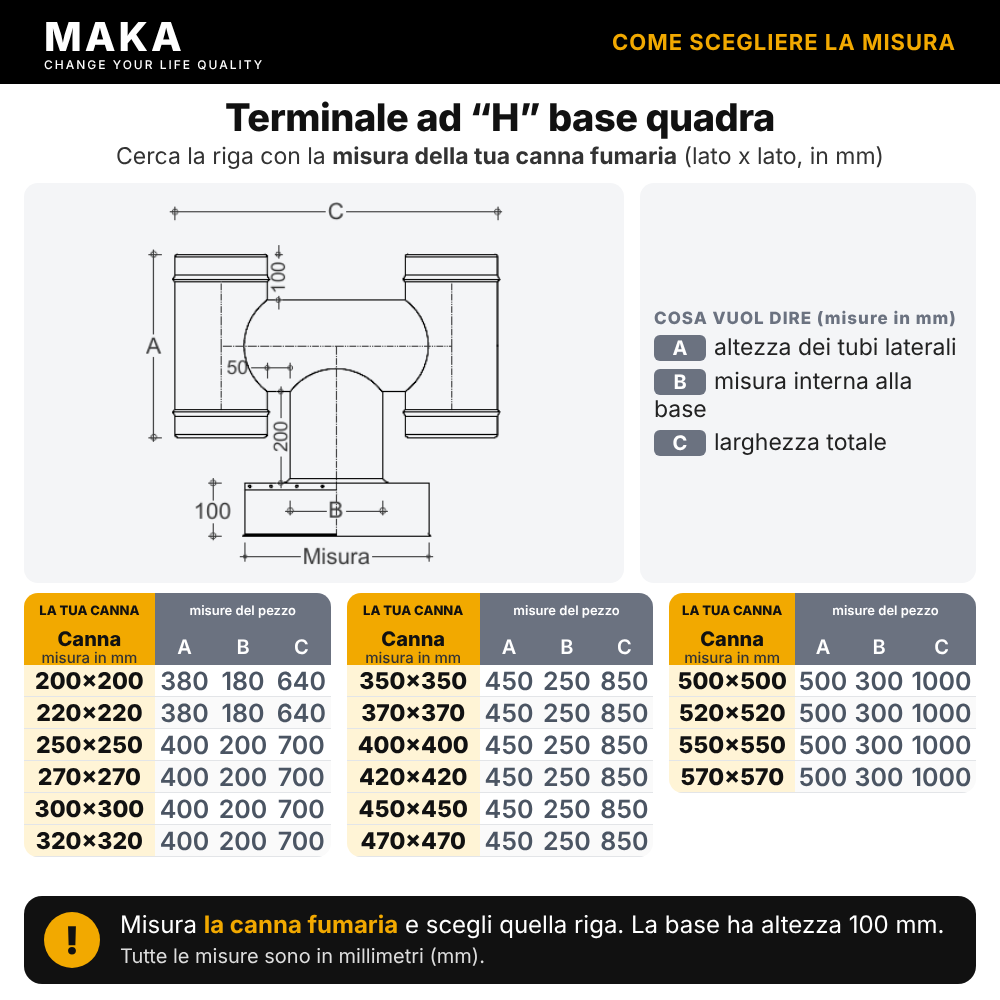 MAKA
CHANGE YOUR LIFE QUALITY
COME SCEGLIERE LA MISURA
Terminale ad “H” base quadra
Cerca la riga con la misura della tua canna fumaria (lato x lato, in mm)
C
100
A
50
200
100
B
Misura
COSA VUOL DIRE (misure in mm)
A altezza dei tubi laterali
B misura interna alla
base
C larghezza totale
LA TUA CANNA misure del pezzo
Canna A B C
misura in mm
200×200 380 180 640
220×220 380 180 640
250×250 400 200 700
270×270 400 200 700
300×300 400 200 700
320×320 400 200 700
LA TUA CANNA misure del pezzo
Canna A B C
misura in mm
350×350 450 250 850
370×370 450 250 850
400×400 450 250 850
420×420 450 250 850
450×450 450 250 850
470×470 450 250 850
LA TUA CANNA misure del pezzo
Canna A B C
misura in mm
500×500 500 300 1000
520×520 500 300 1000
550×550 500 300 1000
570×570 500 300 1000
! Misura la canna fumaria e scegli quella riga. La base ha altezza 100 mm.
Tutte le misure sono in millimetri (mm).